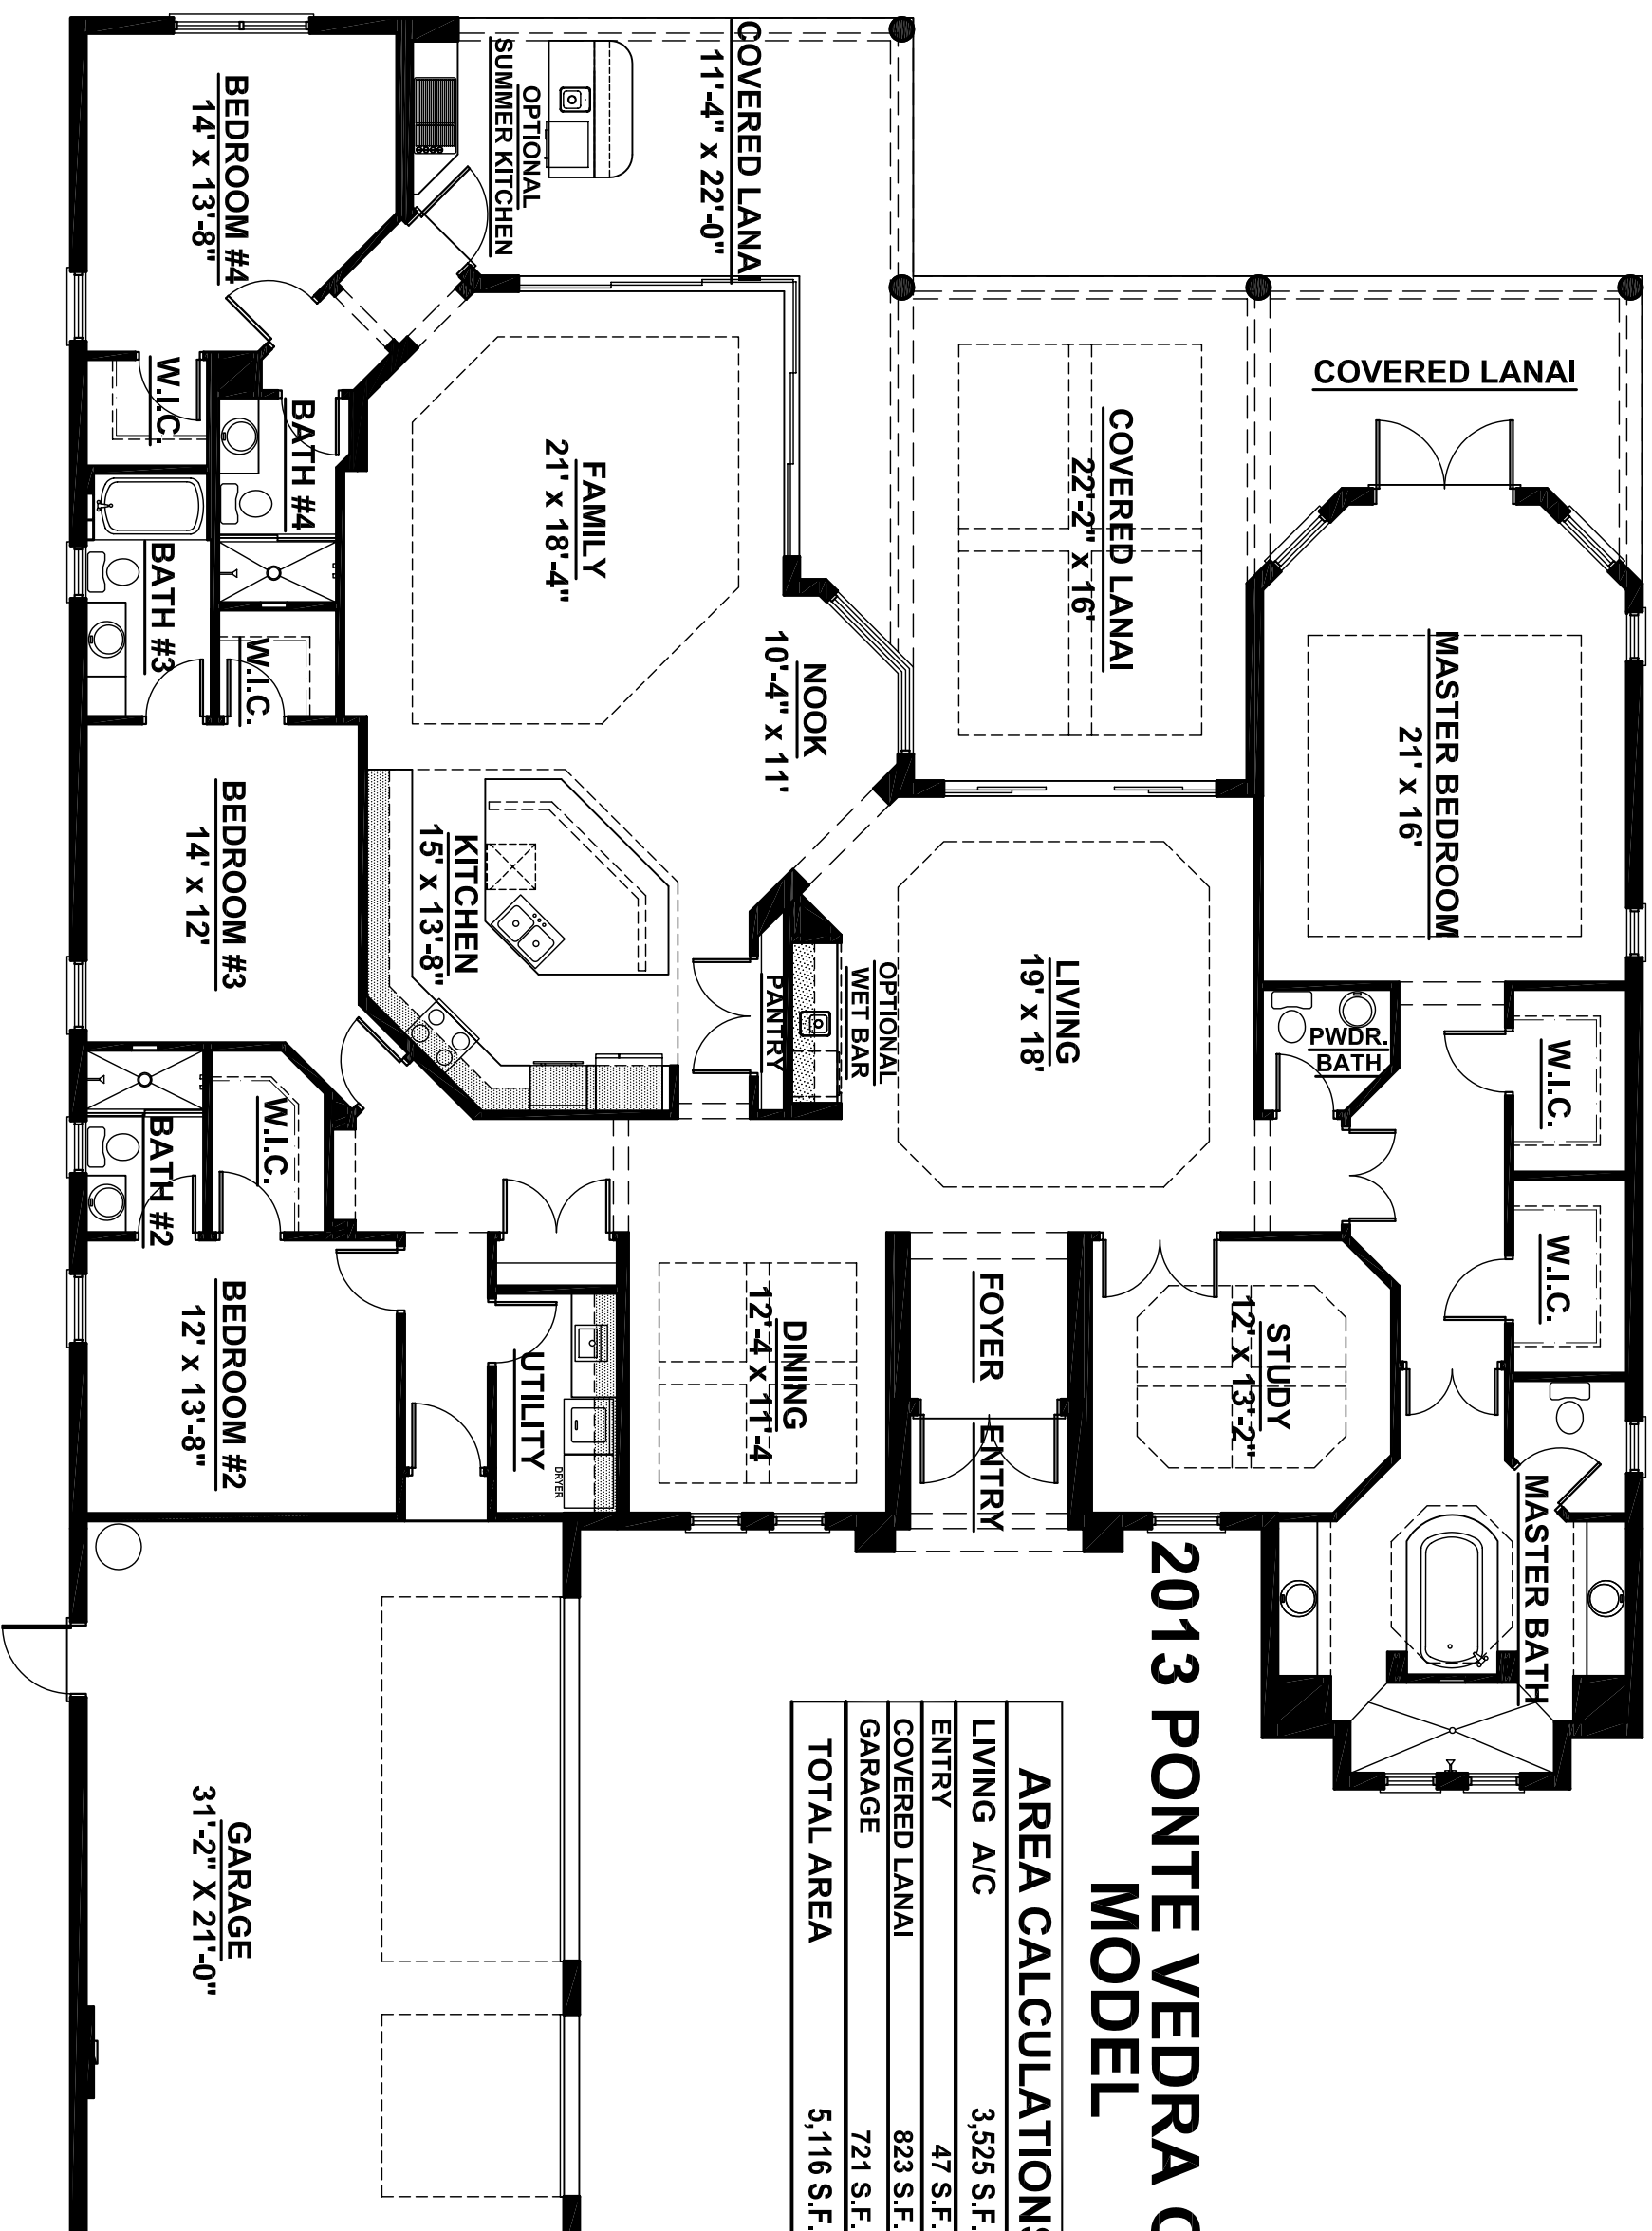 COVERED LANAI
MASTER BEDROOM
21' x 16'
W.I.C.
W.I.C.
PWDR.
BATH
MASTER BATH
COVERED LANAI
22'-2" x 16'
LIVING
19' x 18'
STUDY
12' x 13'-2"
FOYER
ENTRY
OPTIONAL
WET BAR
PANTRY
COVERED LANAI
11'-4" x 22'-0"
OPTIONAL
SUMMER KITCHEN
NOOK
10'-4" x 11'
FAMILY
21' x 18'-4"
KITCHEN
15' x 13'-8"
DINING
12'-4 x 11'-4
UTILITY
DRYER
BEDROOM #4
14' x 13'-8"
W.I.C.
BATH #4
BATH #3
W.I.C.
BEDROOM #3
14' x 12'
W.I.C.
BATH #2
BEDROOM #2
12' x 13'-8"
GARAGE
31'-2" X 21'-0"
2013 PONTE VEDRA
MODEL
AREA CALCULATIONS
LIVING A/C 3,525 S.F.
ENTRY 47 S.F.
COVERED LANAI 823 S.F.
GARAGE 721 S.F.
TOTAL AREA 5,116 S.F.